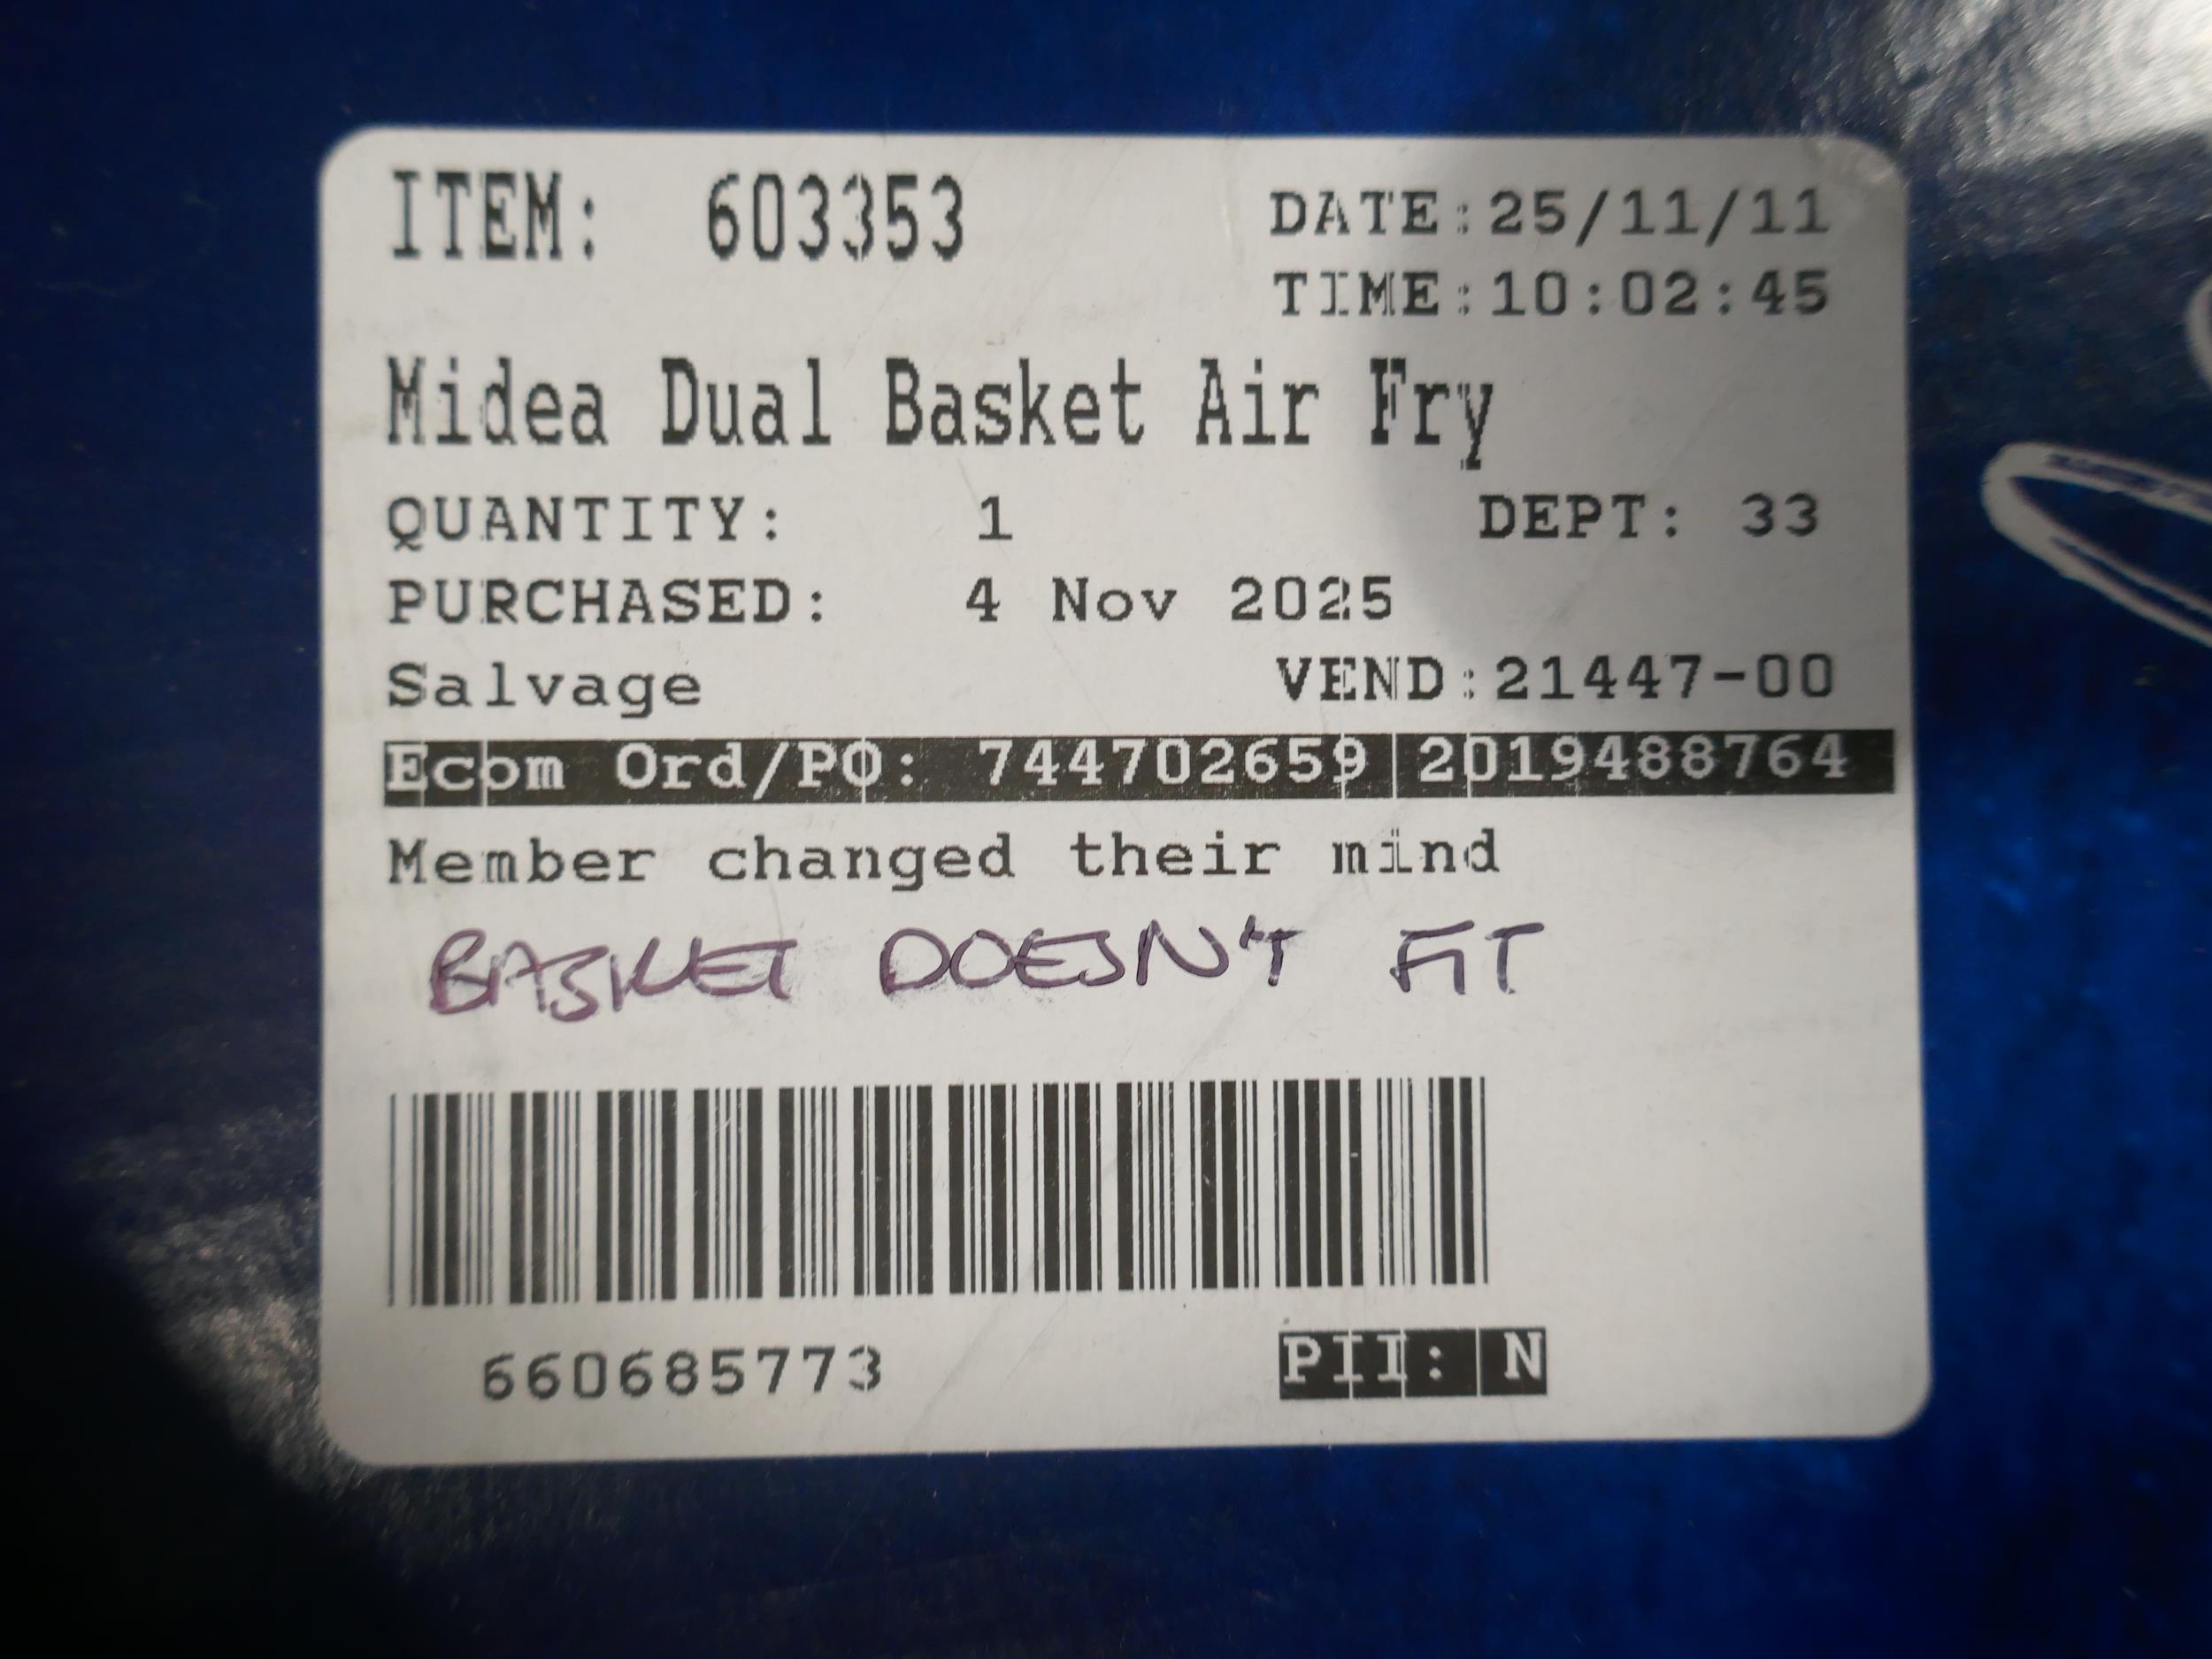 ITEM: 603353
DATE:25/11/11
TIME:10:02:45
Midea Dual Basket Air Fry
QUANTITY: 1 DEPT: 33
PURCHASED: 4 Nov 2025
Salvage VEND:21447-00
Ecom Ord/PO: 744702659 2019488764
Member changed their mind
BASKET DOESN'T FIT
660685773 PII: N